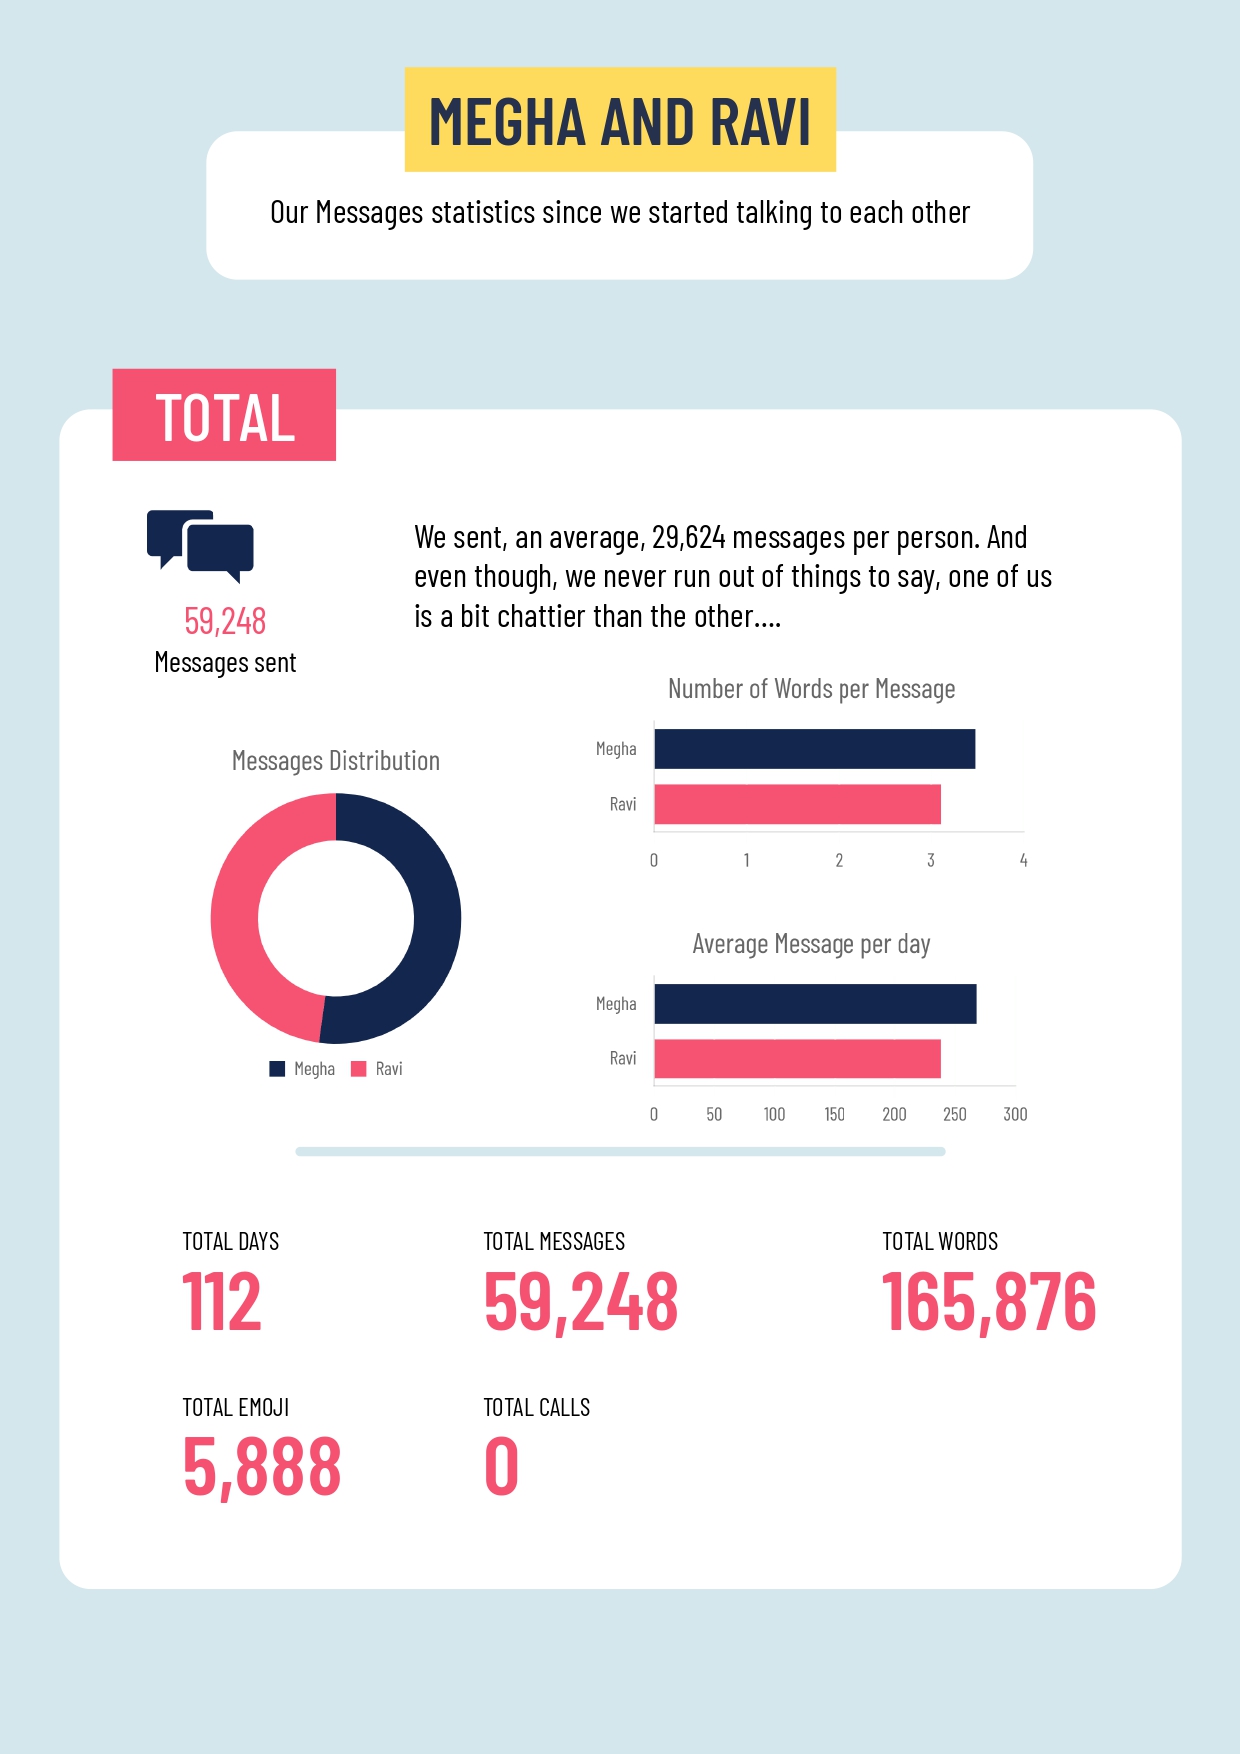 MEGHA AND RAVI
Our Messages statistics since we started talking to each other
TOTAL
59,248
Messages sent
We sent, an average, 29,624 messages per person. And
even though, we never run out of things to say, one of us
is a bit chattier than the other....
Messages Distribution
Megha Ravi
Number of Words per Message
Megha
Ravi
0 1 2 3 4
Average Message per day
Megha
Ravi
0 50 100 150 200 250 300
TOTAL DAYS
112
TOTAL MESSAGES
59,248
TOTAL WORDS
165,876
TOTAL EMOJI
5,888
TOTAL CALLS
0